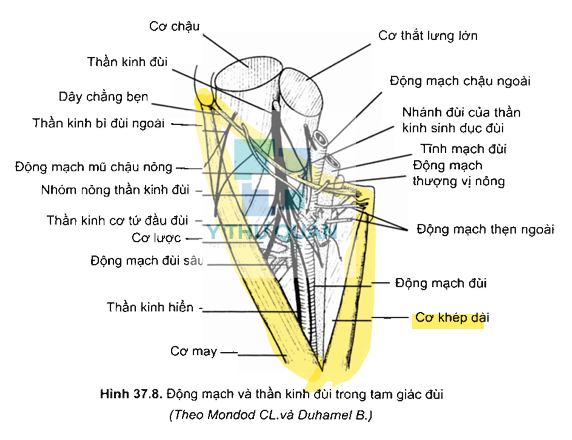 Cơ chậu
Cơ thắt lưng lớn
Thần kinh đùi
Động mạch chậu ngoài
Dây chằng bẹn
Nhánh đùi của thần
kinh sinh dục đùi
Thần kinh bì đùi ngoài
Tĩnh mạch đùi
Động mạch
thượng vị nông
Động mạch mũ chậu nông
Nhóm nông thần kinh đùi
Thần kinh cơ tứ đầu đùi
Động mạch thẹn ngoài
Cơ lược
Y THƯ QUÁN
Động mạch đùi sâu
Động mạch đùi
Thần kinh hiển
Cơ khép dài
Cơ may
Hình 37.8. Động mạch và thần kinh đùi trong tam giác đùi
(Theo Mondod CL.và Duhamel B.)